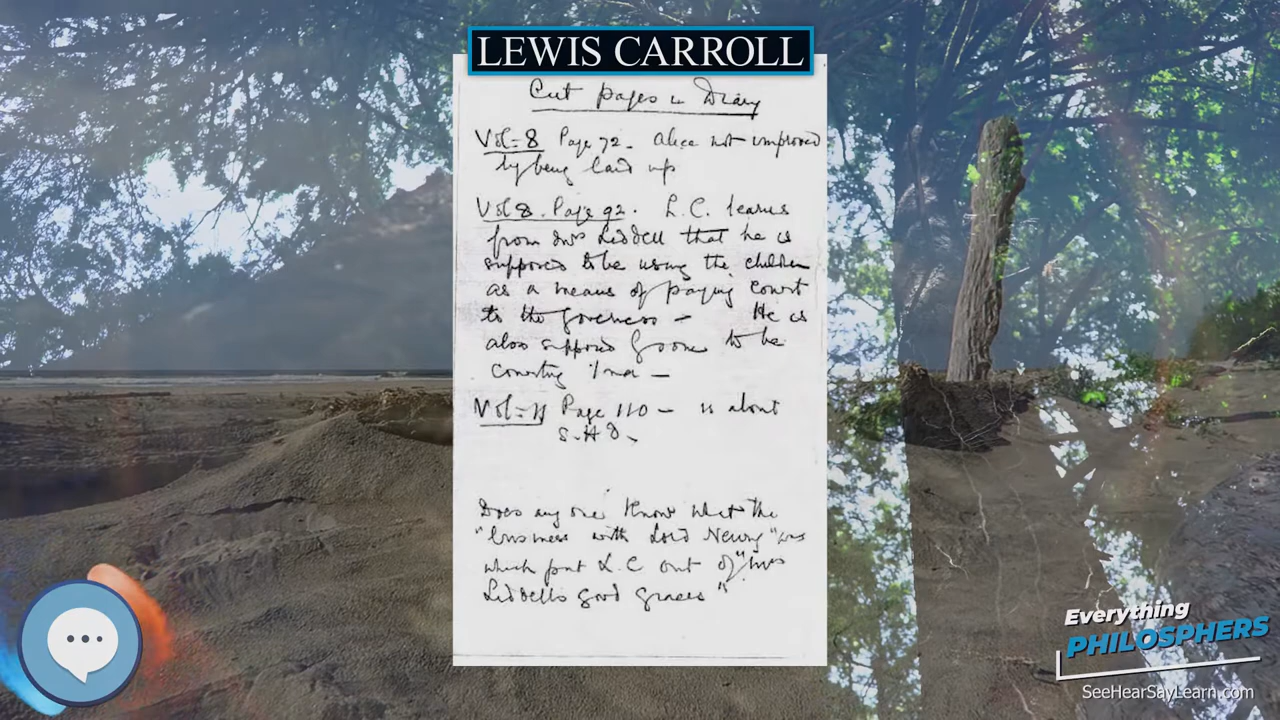 LEWIS CARROLL
Cut Pages in Diary
Vol: 8 Page 72. Alice not improved
by being laid up
Vol 8. Page 92. L.C. learns
from Mrs Liddell that he is
supposed to be using the children
as a means of paying court
to the governess – He is
also supposed by some to be
courting Ina –
Vol: 11 Page 110 – is about
Does any one know what the
"business with Lord Newry" was
which put L.C out of "Mrs
Liddell's good graces"
Everything
PHILOSPHERS
SeeHearSayLearn.com